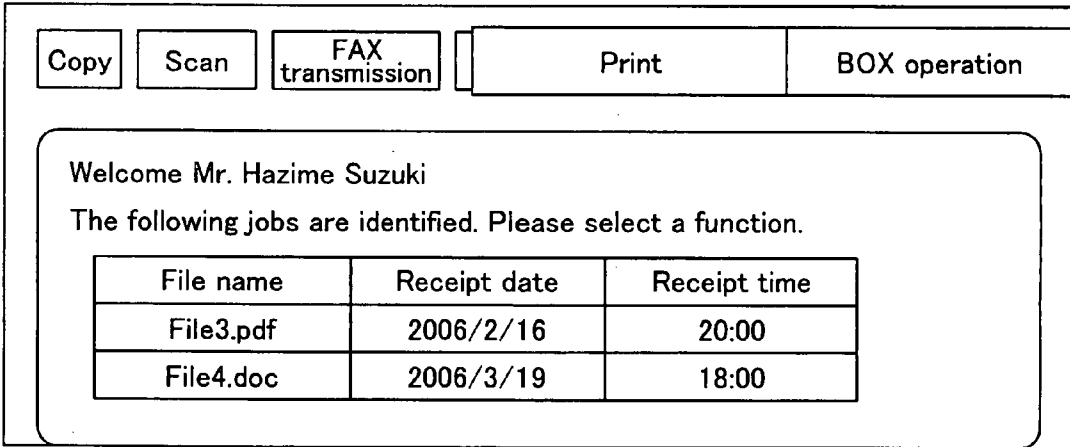 Copy Scan FAX transmission Print BOX operation
Welcome Mr. Hazime Suzuki
The following jobs are identified. Please select a function.
File name Receipt date Receipt time
File3.pdf 2006/2/16 20:00
File4.doc 2006/3/19 18:00